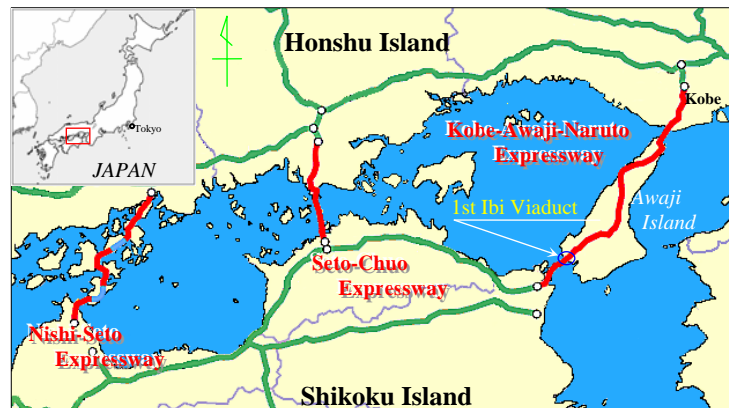 Honshu Island
Tokyo
JAPAN
Kobe
Kobe-Awaji-Naruto
Expressway
1st Ibi Viaduct
Awaji
Island
Seto-Chuo
Expressway
Nishi-Seto
Expressway
Shikoku Island